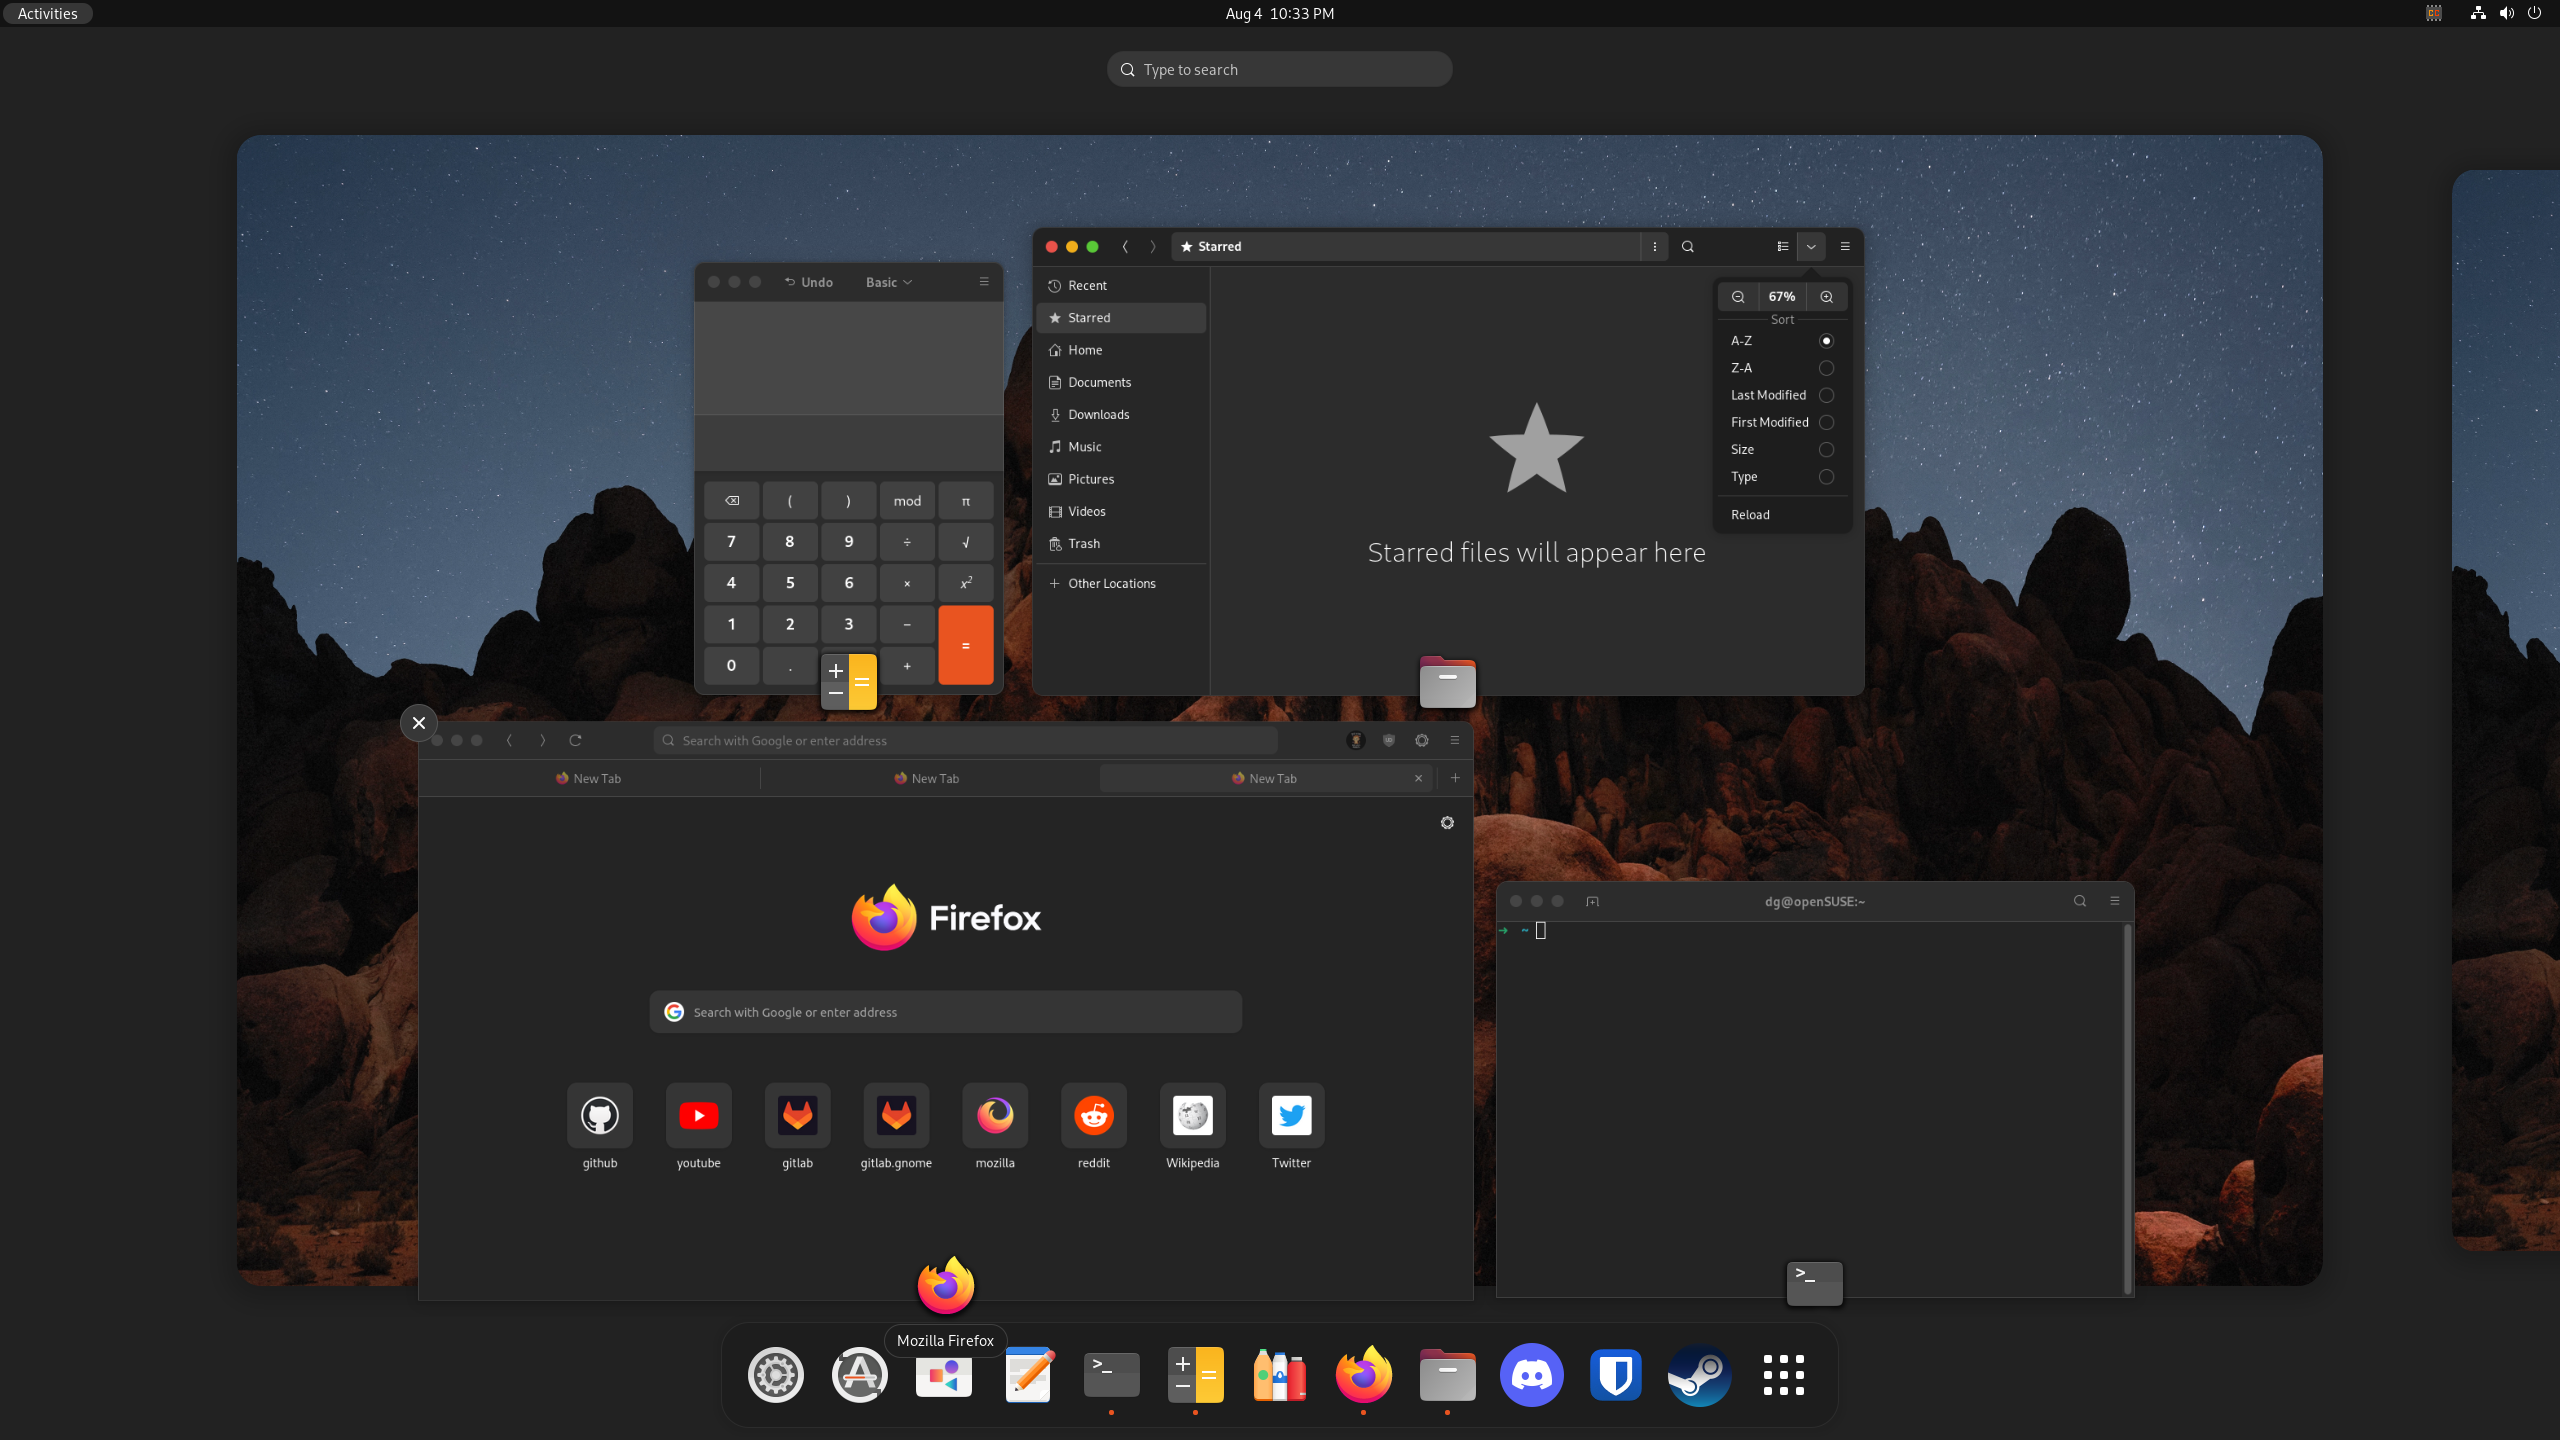 Activities
Aug 4 10:33 PM
Type to search
Undo
Basic
( ) mod π
7 8 9 ÷ √
4 5 6 × x²
1 2 3 −
=
0 . +
Starred
Recent
Starred
Home
Documents
Downloads
Music
Pictures
Videos
Trash
Other Locations
Starred files will appear here
67%
Sort
A-Z
Z-A
Last Modified
First Modified
Size
Type
Reload
Search with Google or enter address
New Tab
New Tab
New Tab
Firefox
Search with Google or enter address
github
youtube
gitlab
gitlab.gnome
mozilla
reddit
Wikipedia
Twitter
dg@openSUSE:~
➜ ~
Mozilla Firefox